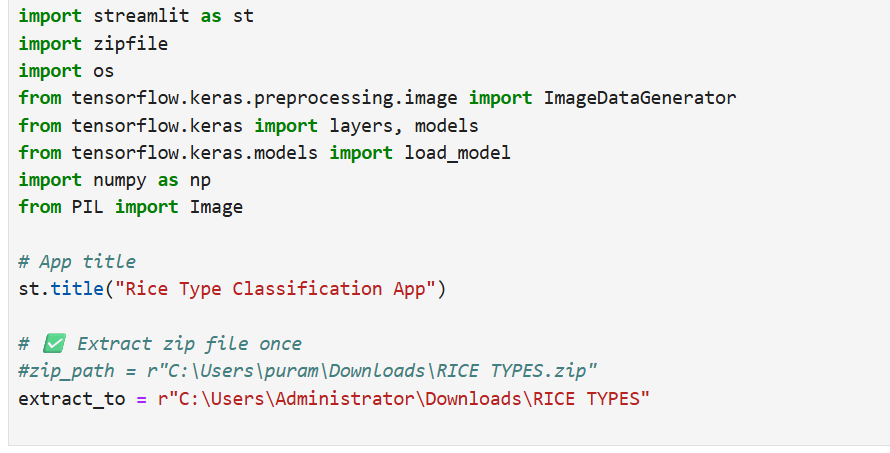 import streamlit as st
import zipfile
import os
from tensorflow.keras.preprocessing.image import ImageDataGenerator
from tensorflow.keras import layers, models
from tensorflow.keras.models import load_model
import numpy as np
from PIL import Image
# App title
st.title("Rice Type Classification App")
# ✅ Extract zip file once
#zip_path = r"C:\Users\puram\Downloads\RICE TYPES.zip"
extract_to = r"C:\Users\Administrator\Downloads\RICE TYPES"